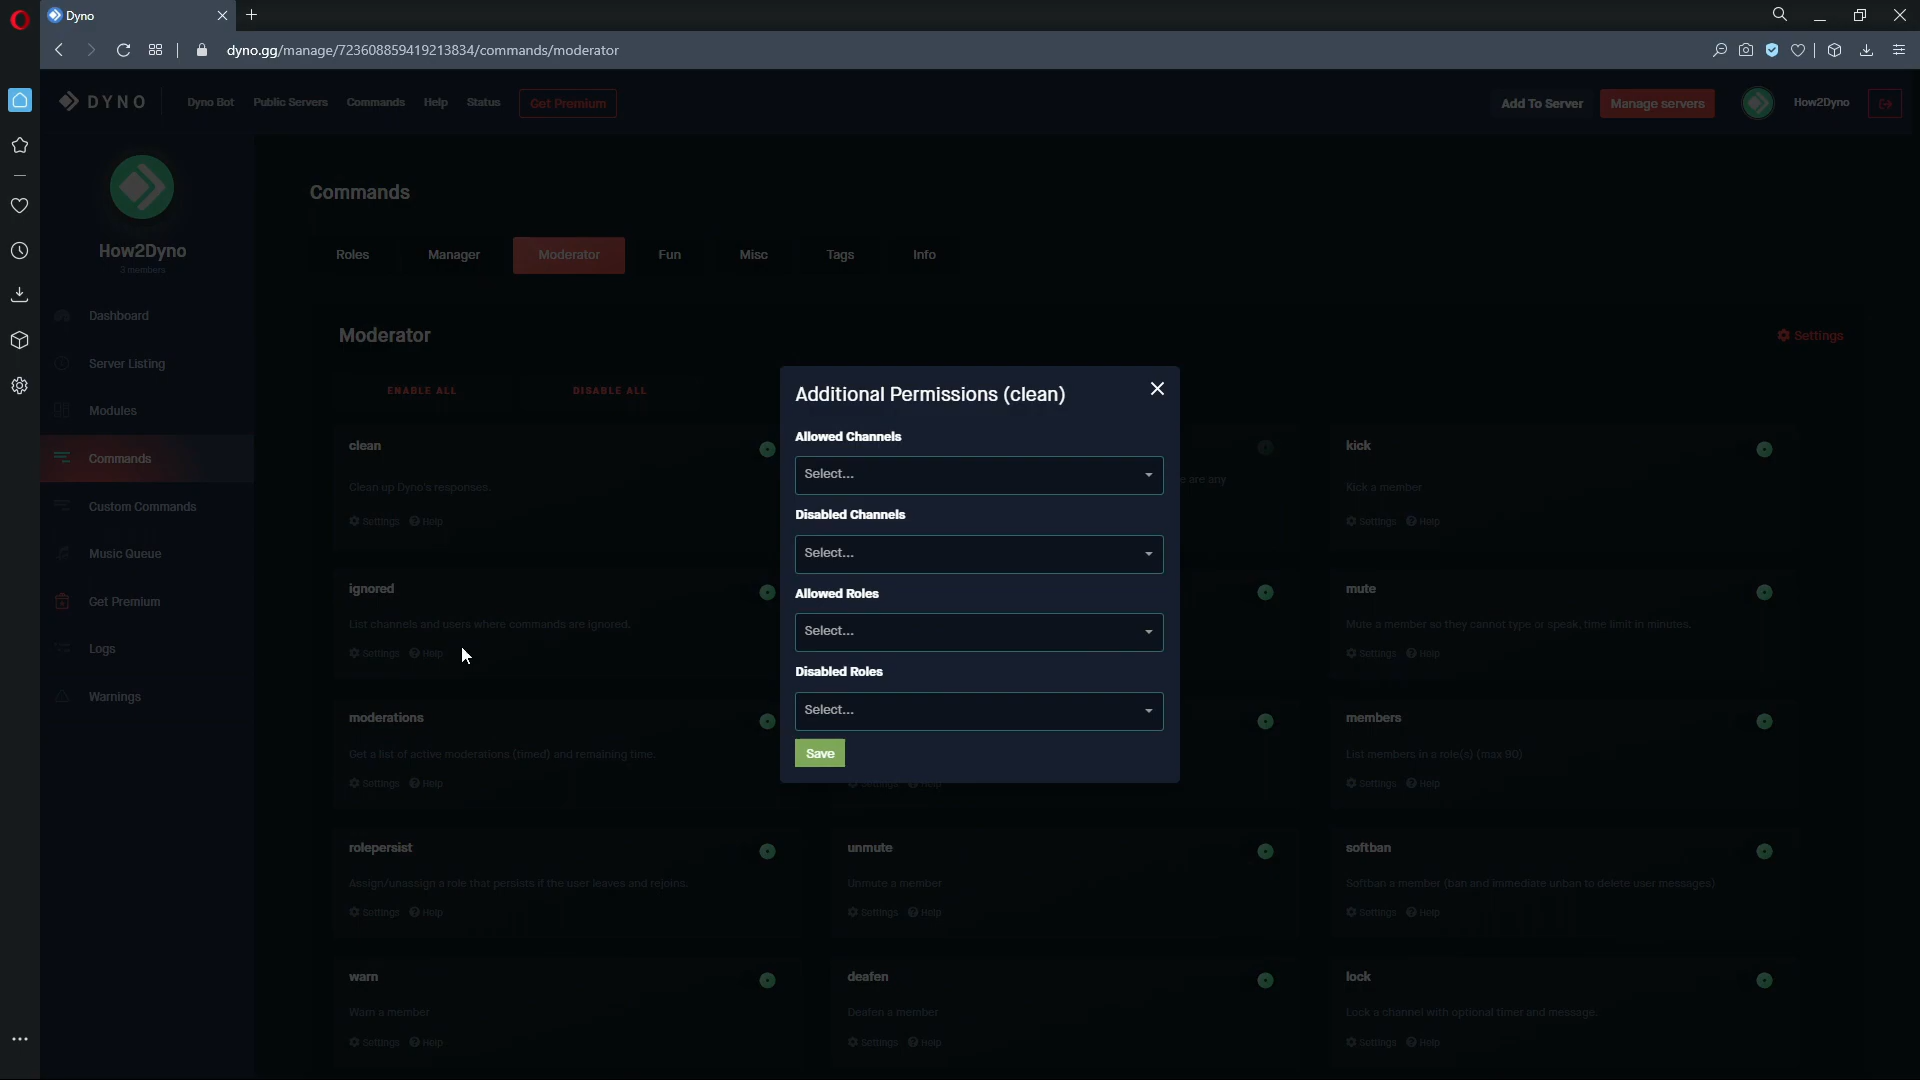 Dyno
dyno.gg/manage/723608859419213834/commands/moderator
DYNO
Dyno Bot
Public Servers
Commands
Help
Status
Get Premium
Add To Server
Manage servers
How2Dyno
How2Dyno
3 members
Dashboard
Server Listing
Modules
Commands
Custom Commands
Music Queue
Get Premium
Logs
Warnings
Commands
Roles
Manager
Moderator
Fun
Misc
Tags
Info
Moderator
Settings
ENABLE ALL
DISABLE ALL
clean
Clean up Dyno's responses.
Settings Help
e are any
kick
Kick a member
Settings Help
ignored
List channels and users where commands are ignored.
Settings Help
mute
Mute a member so they cannot type or speak, time limit in minutes.
Settings Help
moderations
Get a list of active moderations (timed) and remaining time.
Settings Help
Settings Help
members
List members in a role(s) (max 90)
Settings Help
rolepersist
Assign/unassign a role that persists if the user leaves and rejoins.
Settings Help
unmute
Unmute a member
Settings Help
softban
Softban a member (ban and immediate unban to delete user messages)
Settings Help
warn
Warn a member
Settings Help
deafen
Deafen a member
Settings Help
lock
Lock a channel with optional timer and message.
Settings Help
Additional Permissions (clean)
Allowed Channels
Select...
Disabled Channels
Select...
Allowed Roles
Select...
Disabled Roles
Select...
Save